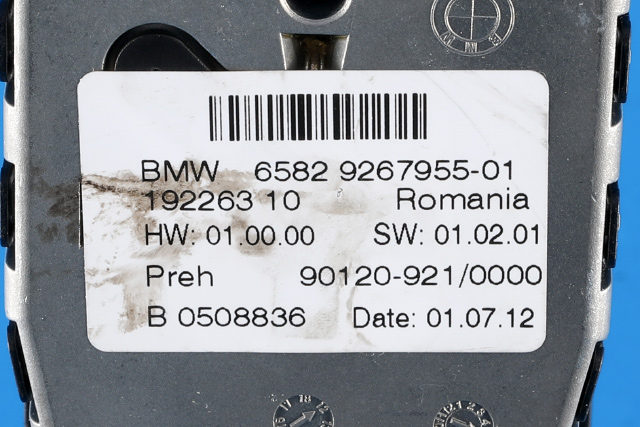 BMW
BMW 6582 9267955-01
192263 10 Romania
HW: 01.00.00 SW: 01.02.01
Preh 90120-921/0000
B 0508836 Date: 01.07.12